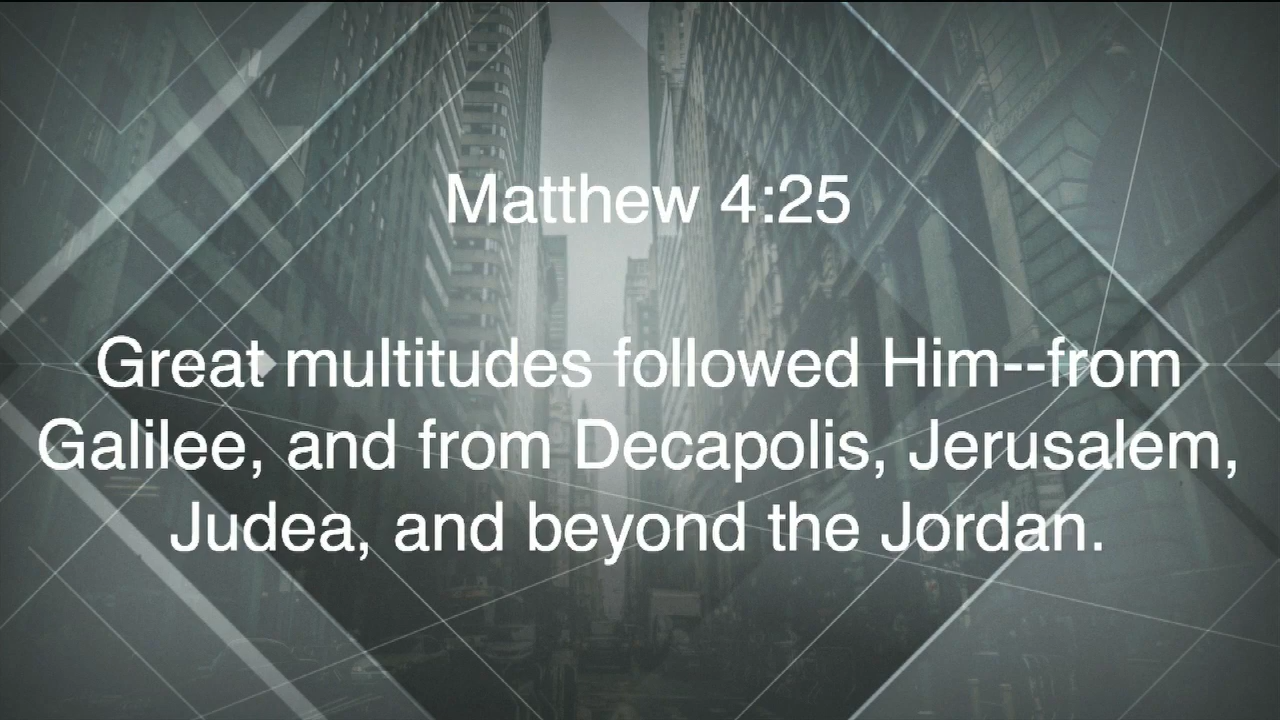 Matthew 4:25
Great multitudes followed Him--from
Galilee, and from Decapolis, Jerusalem,
Judea, and beyond the Jordan.